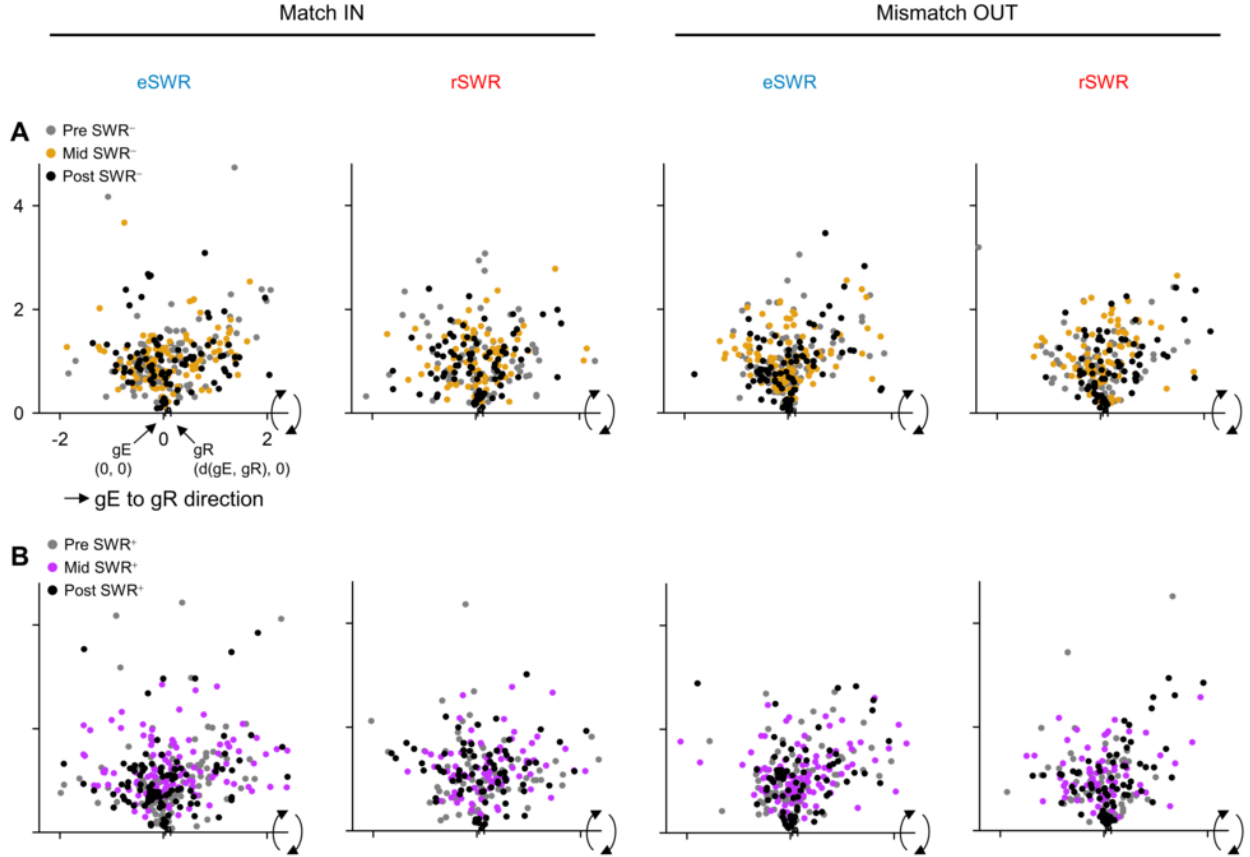 Match IN
Mismatch OUT
eSWR
rSWR
eSWR
rSWR
A
Pre SWR⁻
Mid SWR⁻
Post SWR⁻
4
2
0
-2
0
2
gE
gR
(0, 0)
(d(gE, gR), 0)
gE to gR direction
B
Pre SWR⁺
Mid SWR⁺
Post SWR⁺